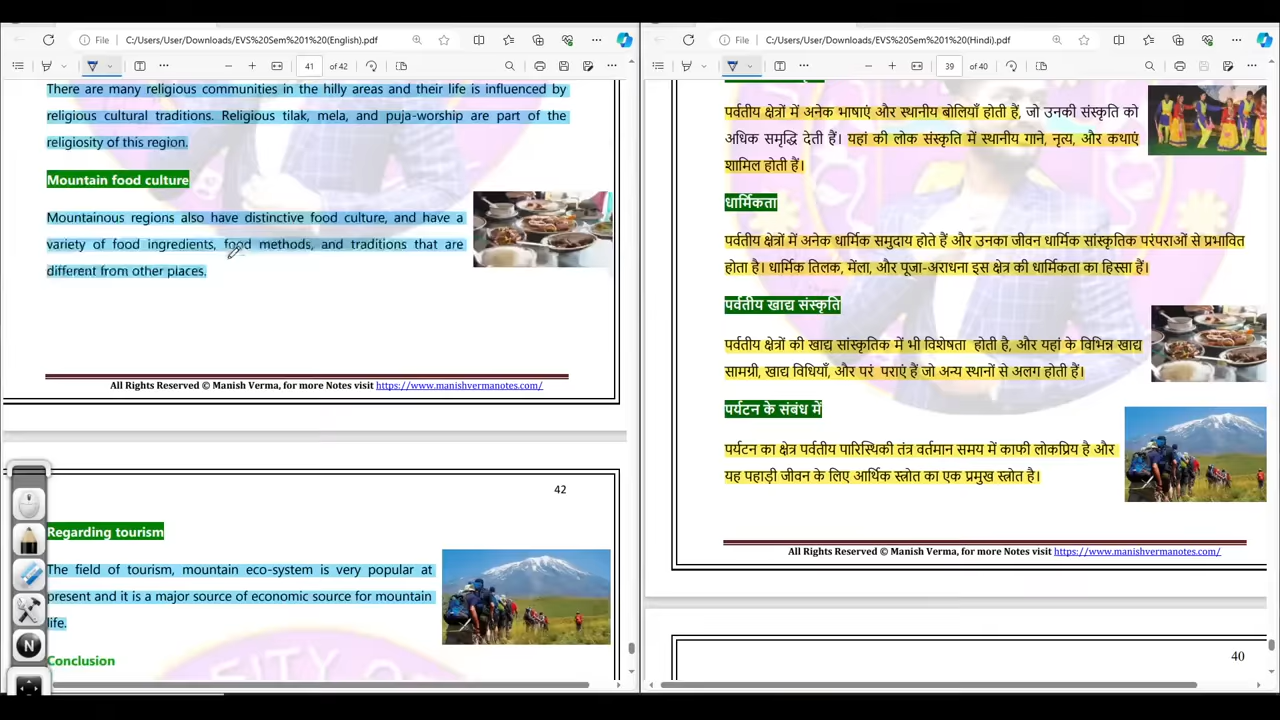 File
C:/Users/User/Downloads/EVS%20Sem%201%20(English).pdf
41 of 42
There are many religious communities in the hilly areas and their life is influenced by
religious cultural traditions. Religious tilak, mela, and puja-worship are part of the
religiosity of this region.
Mountain food culture
Mountainous regions also have distinctive food culture, and have a
variety of food ingredients, food methods, and traditions that are
different from other places.
All Rights Reserved © Manish Verma, for more Notes visit https://www.manishvermanotes.com/
42
Regarding tourism
The field of tourism, mountain eco-system is very popular at
present and it is a major source of economic source for mountain
life.
Conclusion
N
File
C:/Users/User/Downloads/EVS%20Sem%201%20(Hindi).pdf
39 of 40
पर्वतीय क्षेत्रों में अनेक भाषाएं और स्थानीय बोलियाँ होती हैं, जो उनकी संस्कृति को
अधिक समृद्धि देती हैं। यहां की लोक संस्कृति में स्थानीय गाने, नृत्य, और कथाएं
शामिल होती हैं।
धार्मिकता
पर्वतीय क्षेत्रों में अनेक धार्मिक समुदाय होते हैं और उनका जीवन धार्मिक सांस्कृतिक परंपराओं से प्रभावित
होता है। धार्मिक तिलक, मेंला, और पूजा-अराधना इस क्षेत्र की धार्मिकता का हिस्सा हैं।
पर्वतीय खाद्य संस्कृति
पर्वतीय क्षेत्रों की खाद्य सांस्कृतिक में भी विशेषता होती है, और यहां के विभिन्न खाद्य
सामग्री, खाद्य विधियाँ, और परं पराएं हैं जो अन्य स्थानों से अलग होती हैं।
पर्यटन के संबंध में
पर्यटन का क्षेत्र पर्वतीय पारिस्थिकी तंत्र वर्तमान समय में काफी लोकप्रिय है और
यह पहाड़ी जीवन के लिए आर्थिक स्त्रोत का एक प्रमुख स्त्रोत है।
All Rights Reserved © Manish Verma, for more Notes visit https://www.manishvermanotes.com/
40